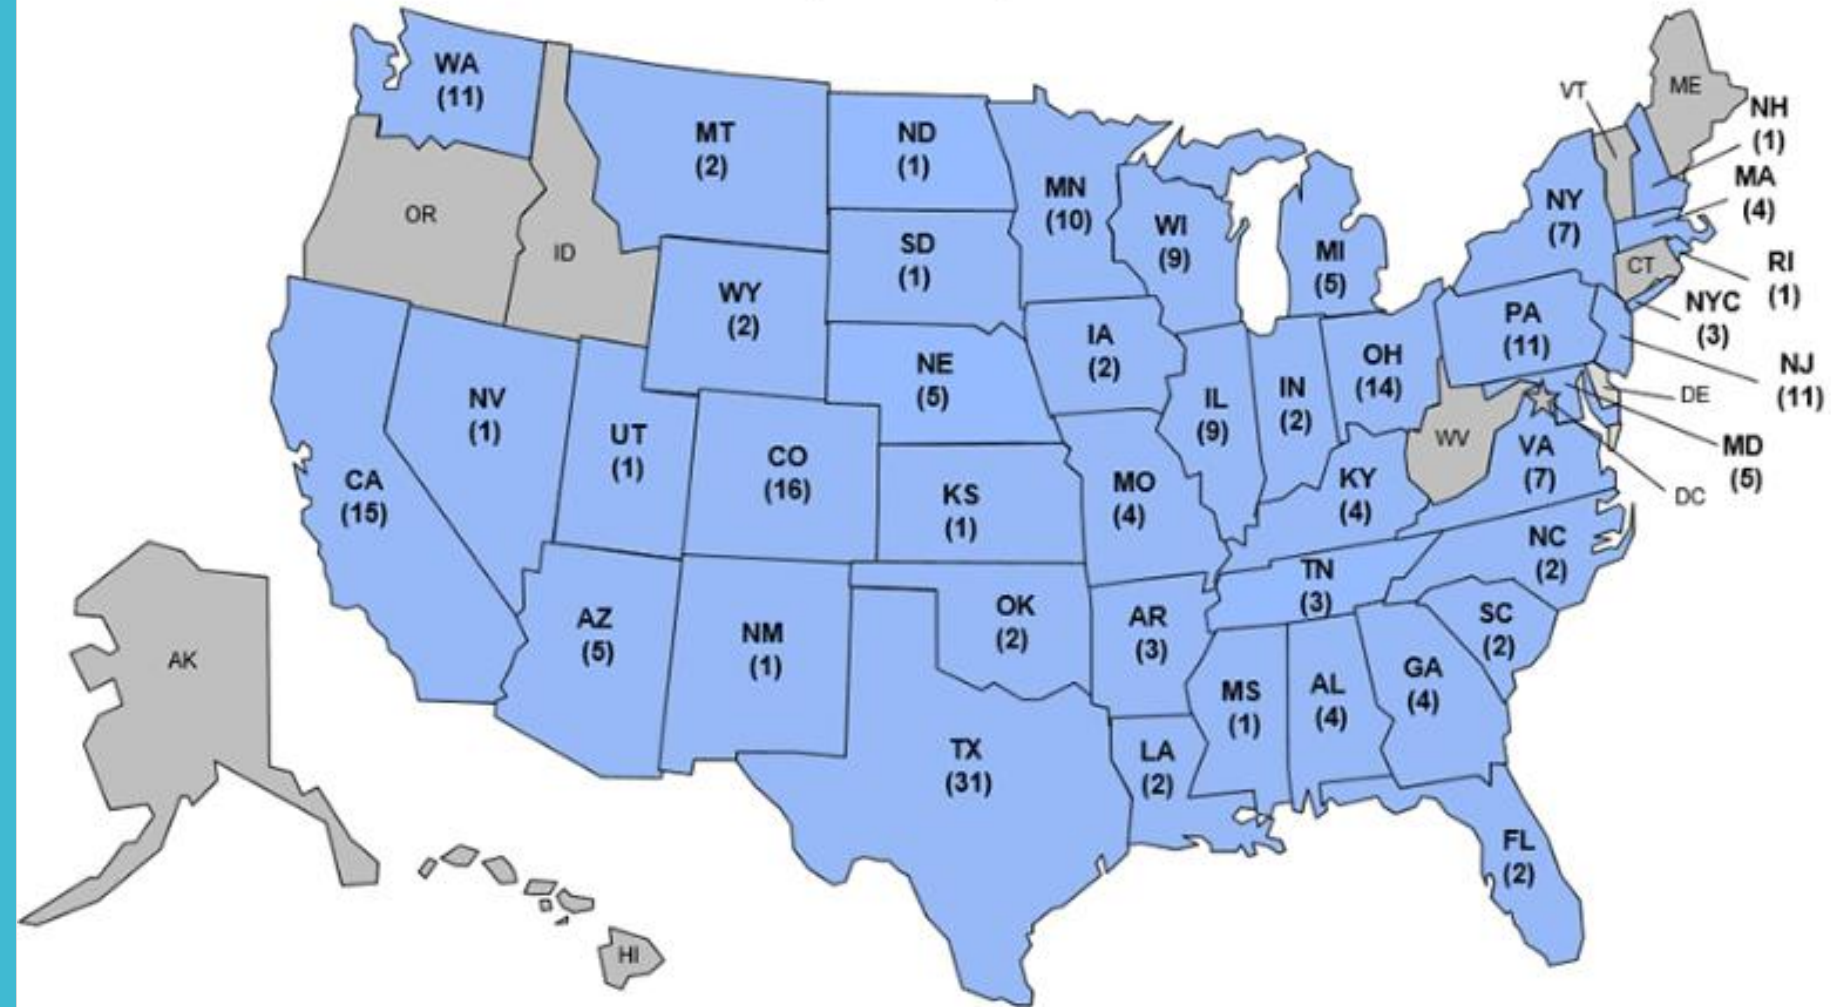 WA
(11)
MT
(2)
ND
(1)
MN
(10)
VT
ME
NH
(1)
MA
(4)
OR
ID
SD
(1)
WI
(9)
MI
(5)
NY
(7)
CT
RI
(1)
NYC
(3)
WY
(2)
NE
(5)
IA
(2)
PA
(11)
NJ
(11)
NV
(1)
UT
(1)
CO
(16)
IL
(9)
IN
(2)
OH
(14)
DE
WV
VA
(7)
MD
(5)
DC
CA
(15)
KS
(1)
MO
(4)
KY
(4)
NC
(2)
TN
(3)
AZ
(5)
NM
(1)
OK
(2)
AR
(3)
SC
(2)
AK
MS
(1)
AL
(4)
GA
(4)
TX
(31)
LA
(2)
FL
(2)
HI